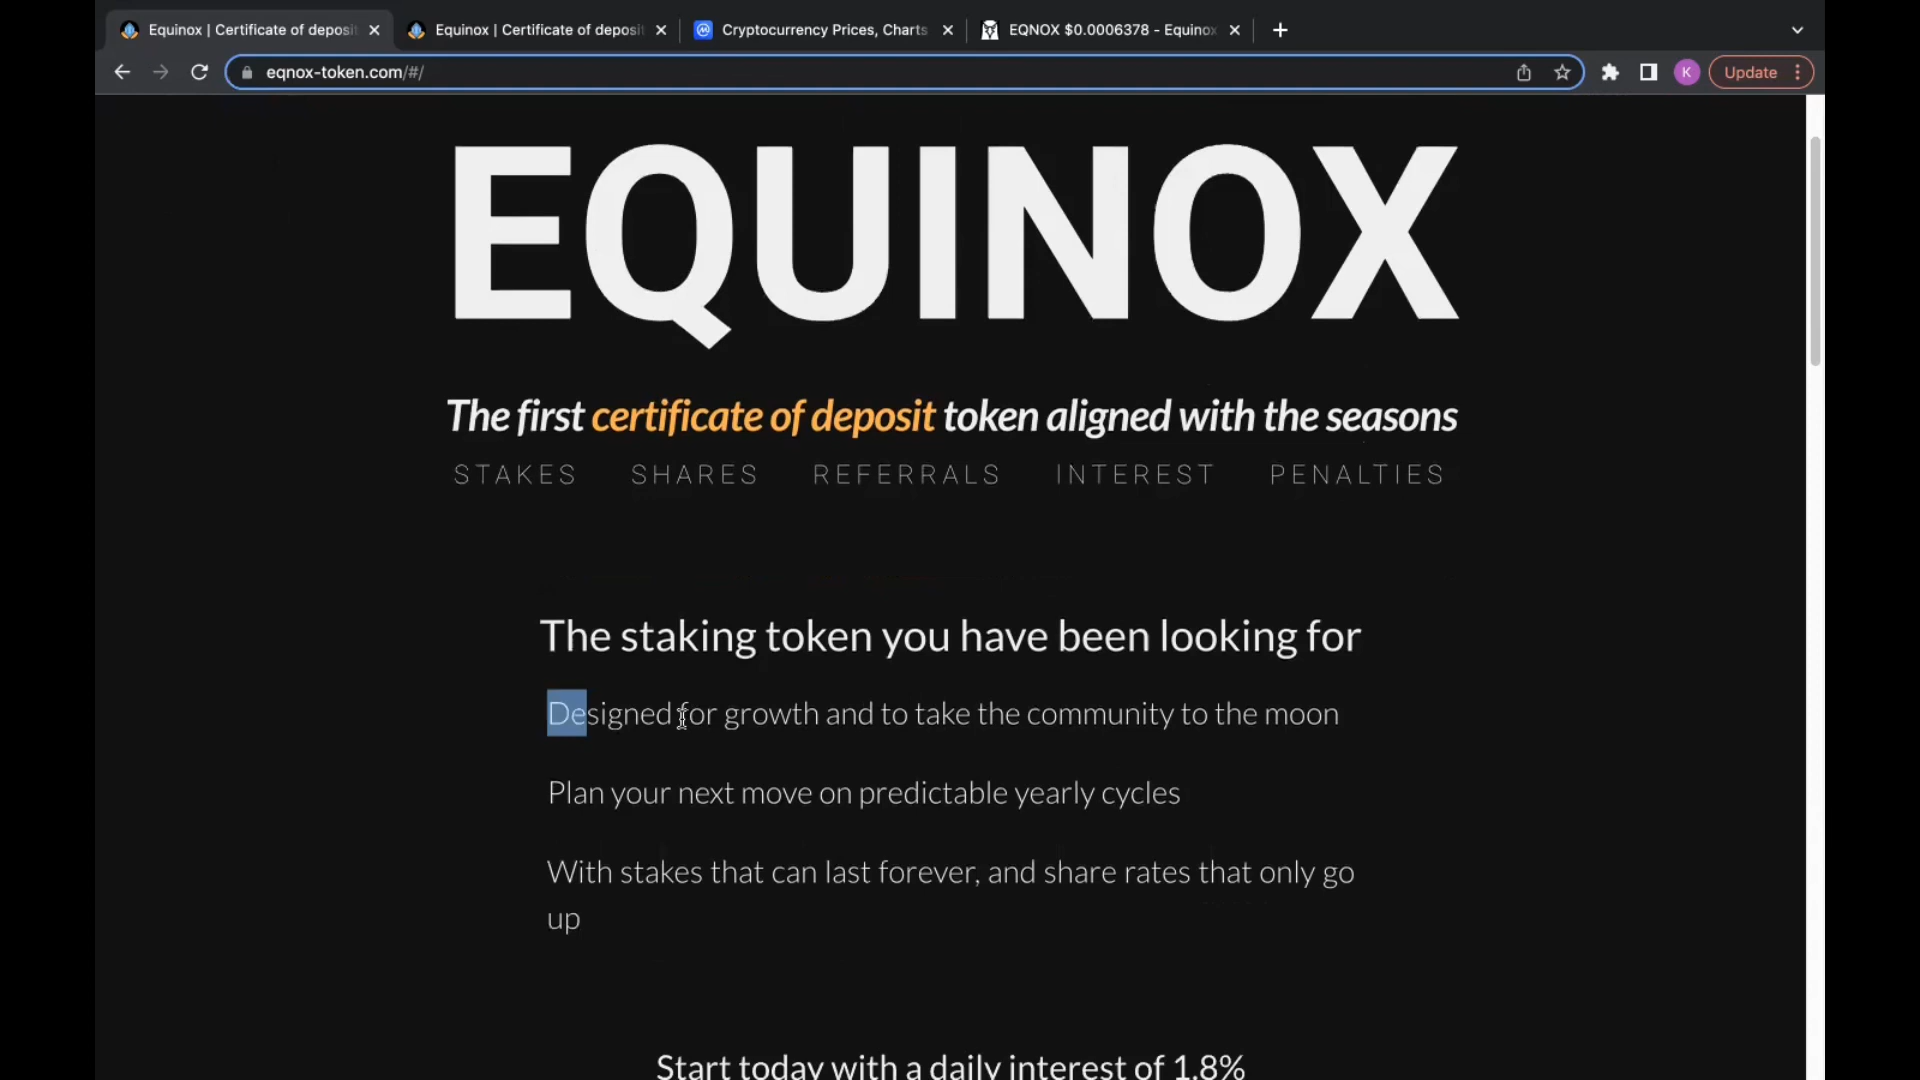 Equinox | Certificate of deposit
Equinox | Certificate of deposit
Cryptocurrency Prices, Charts
EQNOX $0.0006378 - Equinox
eqnox-token.com/#/
K
Update
EQUINOX
The first certificate of deposit token aligned with the seasons
STAKES SHARES REFERRALS INTEREST PENALTIES
The staking token you have been looking for
Designed for growth and to take the community to the moon
Plan your next move on predictable yearly cycles
With stakes that can last forever, and share rates that only go
up
Start today with a daily interest of 1.8%